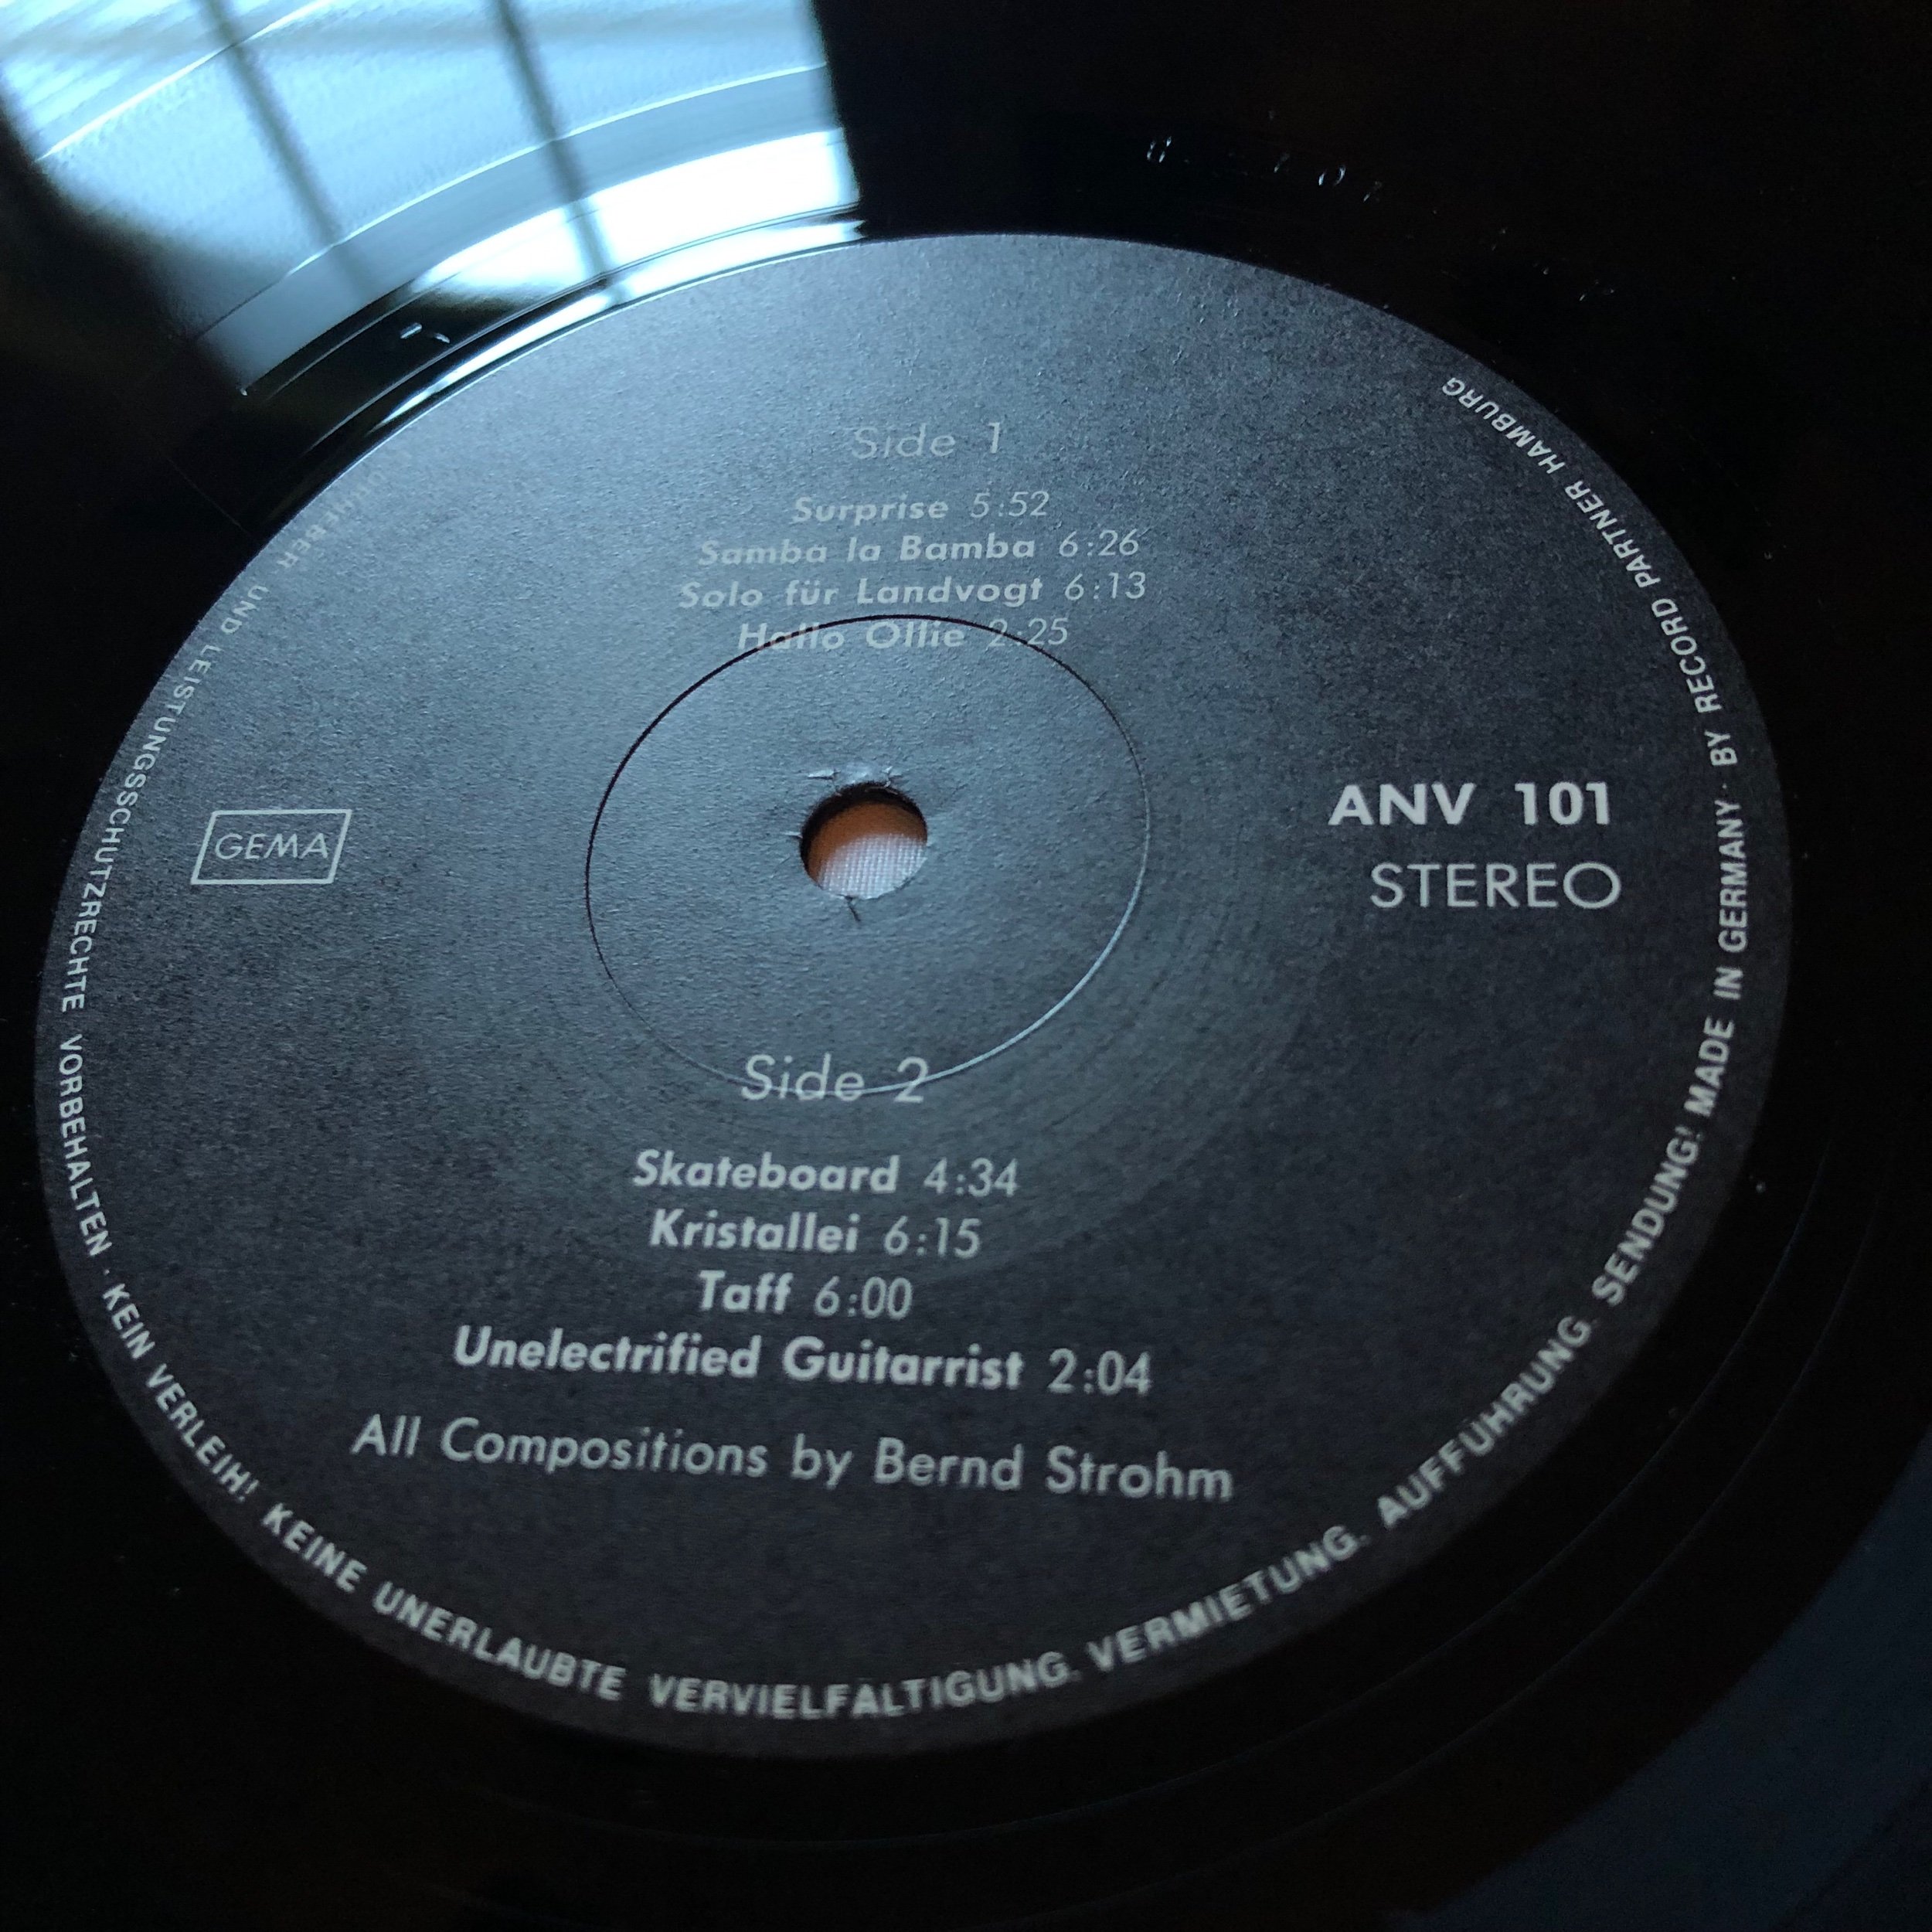 Side 1
Surprise 5:52
Samba la Bamba 6:26
Solo für Landvogt 6:13
Hallo Ollie 2:25
GEMA
ANV 101
STEREO
Side 2
Skateboard 4:34
Kristallei 6:15
Taff 6:00
Unelectrified Guitarrist 2:04
All Compositions by Bernd Strohm
URHEBER UND LEISTUNGSSCHUTZRECHTE VORBEHALTEN · KEIN VERLEIH! KEINE UNERLAUBTE VERVIELFÄLTIGUNG. VERMIETUNG. AUFFÜHRUNG. SENDUNG! MADE IN GERMANY · BY RECORD PARTNER HAMBURG